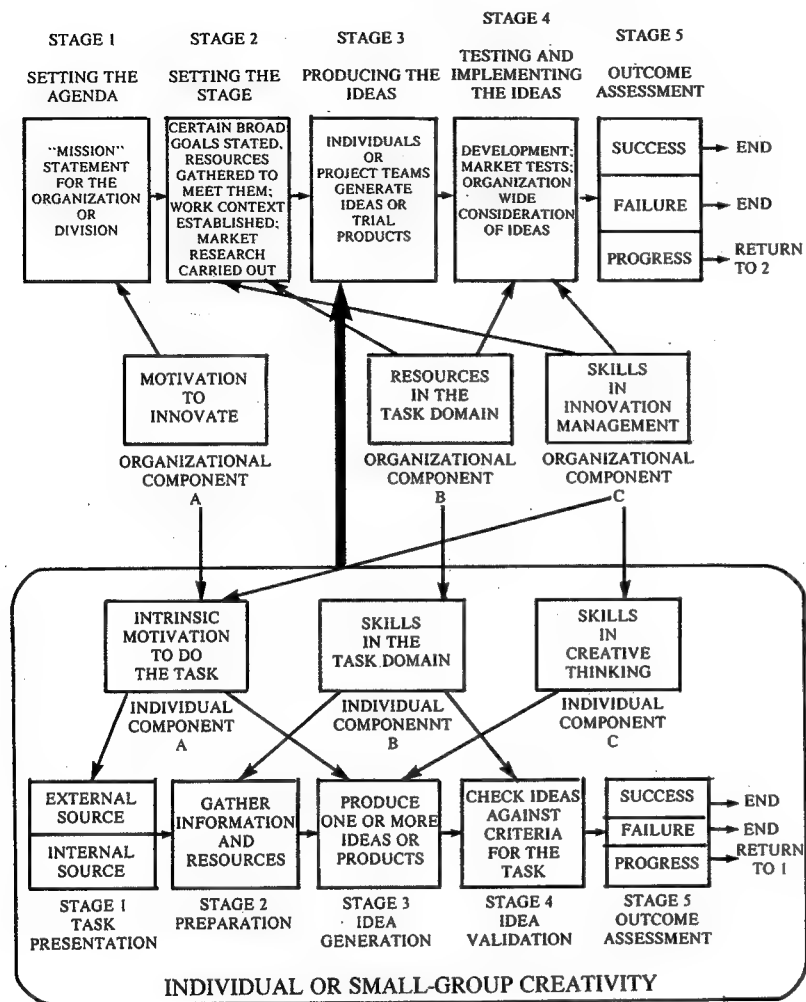 STAGE 1
SETTING THE
AGENDA
STAGE 2
SETTING THE
STAGE
STAGE 3
PRODUCING THE
IDEAS
STAGE 4
TESTING AND
IMPLEMENTING
THE IDEAS
STAGE 5
OUTCOME
ASSESSMENT
"MISSION"
STATEMENT
FOR THE
ORGANIZATION
OR
DIVISION
CERTAIN BROAD
GOALS STATED,
RESOURCES
GATHERED TO
MEET THEM;
WORK CONTEXT
ESTABLISHED;
MARKET
RESEARCH
CARRIED OUT
INDIVIDUALS
OR
PROJECT TEAMS
GENERATE
IDEAS OR
TRIAL
PRODUCTS
DEVELOPMENT;
MARKET TESTS;
ORGANIZATION
WIDE
CONSIDERATION
OF IDEAS
SUCCESS
END
FAILURE
END
PROGRESS
RETURN
TO 2
MOTIVATION
TO
INNOVATE
ORGANIZATIONAL
COMPONENT
A
RESOURCES
IN THE
TASK DOMAIN
ORGANIZATIONAL
COMPONENT
B
SKILLS
IN
INNOVATION
MANAGEMENT
ORGANIZATIONAL
COMPONENT
C
INTRINSIC
MOTIVATION
TO DO
THE TASK
INDIVIDUAL
COMPONENT
A
SKILLS
IN THE
TASK DOMAIN
INDIVIDUAL
COMPONENNT
B
SKILLS
IN
CREATIVE
THINKING
INDIVIDUAL
COMPONENT
C
EXTERNAL
SOURCE
INTERNAL
SOURCE
STAGE 1
TASK
PRESENTATION
GATHER
INFORMATION
AND
RESOURCES
STAGE 2
PREPARATION
PRODUCE
ONE OR MORE
IDEAS OR
PRODUCTS
STAGE 3
IDEA
GENERATION
CHECK IDEAS
AGAINST
CRITERIA
FOR THE
TASK
STAGE 4
IDEA
VALIDATION
SUCCESS
END
FAILURE
END
PROGRESS
RETURN
TO 1
STAGE 5
OUTCOME
ASSESSMENT
INDIVIDUAL OR SMALL-GROUP CREATIVITY